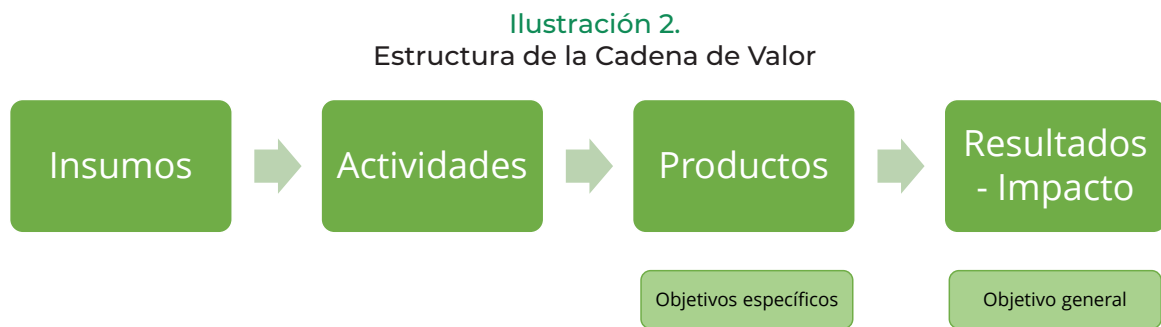 Ilustración 2.
Estructura de la Cadena de Valor
Insumos
Actividades
Productos
Resultados
- Impacto
Objetivos específicos
Objetivo general